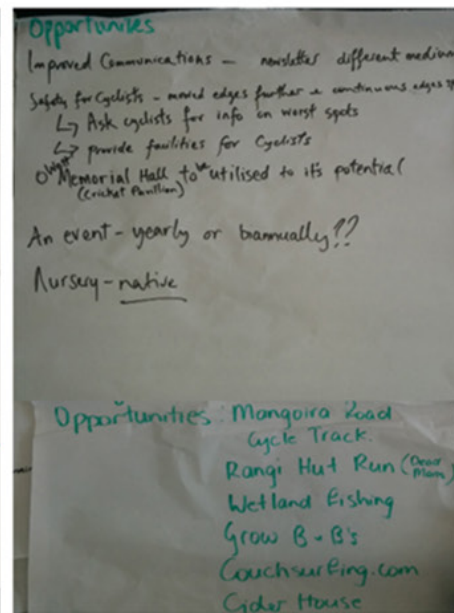 Opportunities
Improved Communications – newsletter different medium
Safety for Cyclists – moved edges further & continuous edges
↳ Ask cyclists for info on worst spots
↳ provide facilities for Cyclists
Memorial Hall to be utilised to it's potential
(Cricket Pavillion)
An event – yearly or biannually??
Nursery – native
Opportunities: Mangoira Road
Cycle Track.
Rangi Hut Run
Wetland Fishing
Grow B+B's
Couchsurfing.com
Cider House